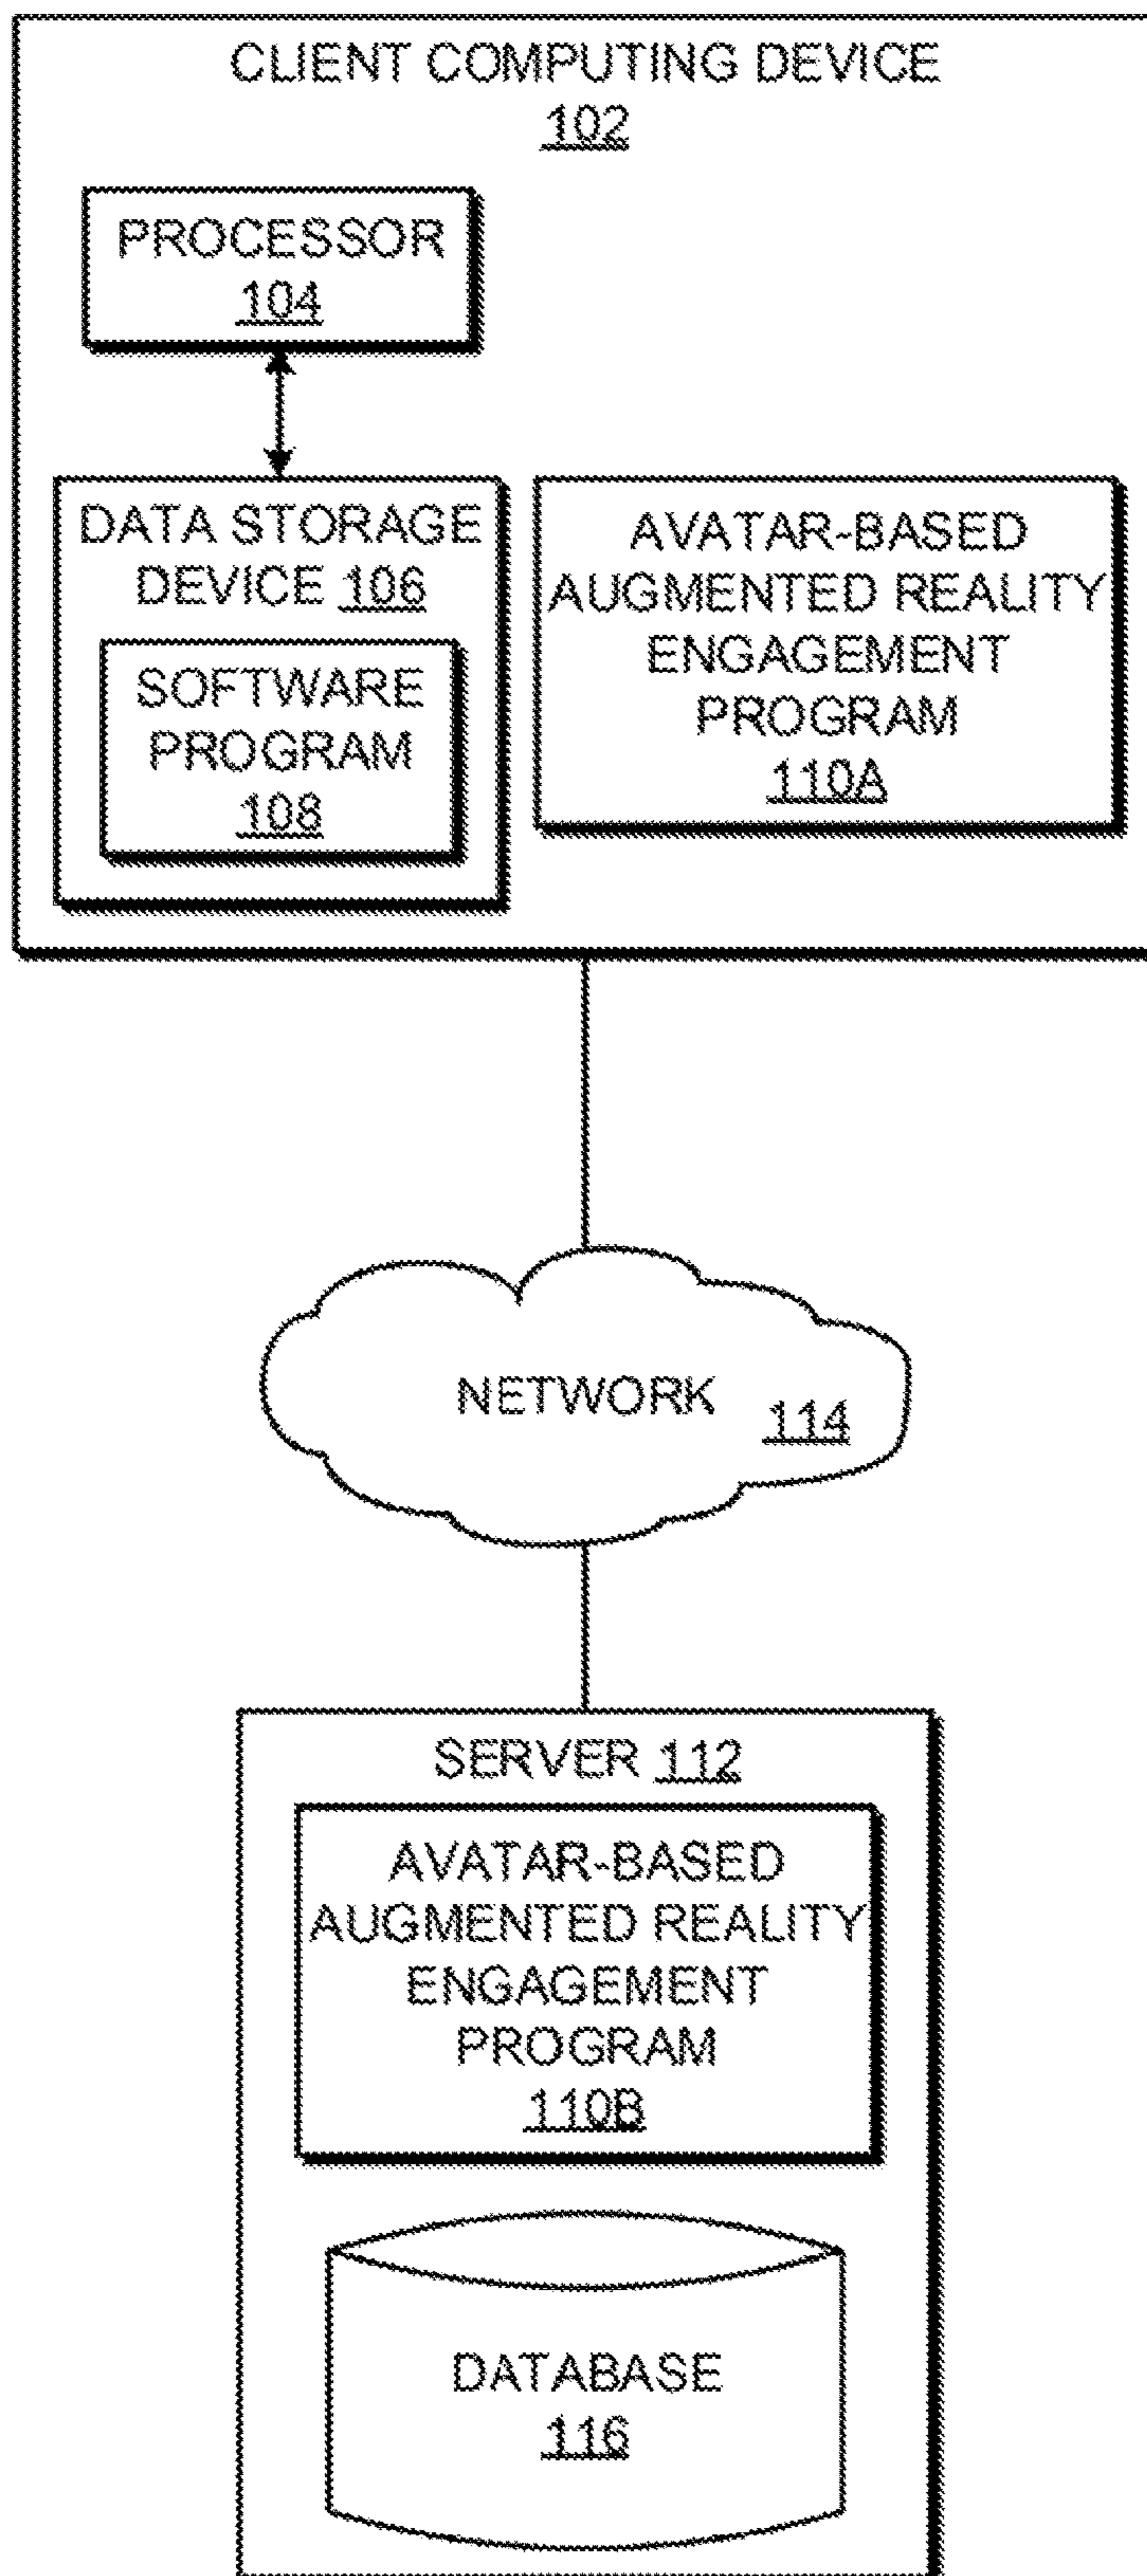 CLIENT COMPUTING DEVICE
102
PROCESSOR
104
DATA STORAGE
DEVICE 106
SOFTWARE
PROGRAM
108
AVATAR-BASED
AUGMENTED REALITY
ENGAGEMENT
PROGRAM
110A
NETWORK 114
SERVER 112
AVATAR-BASED
AUGMENTED REALITY
ENGAGEMENT
PROGRAM
110B
DATABASE
116